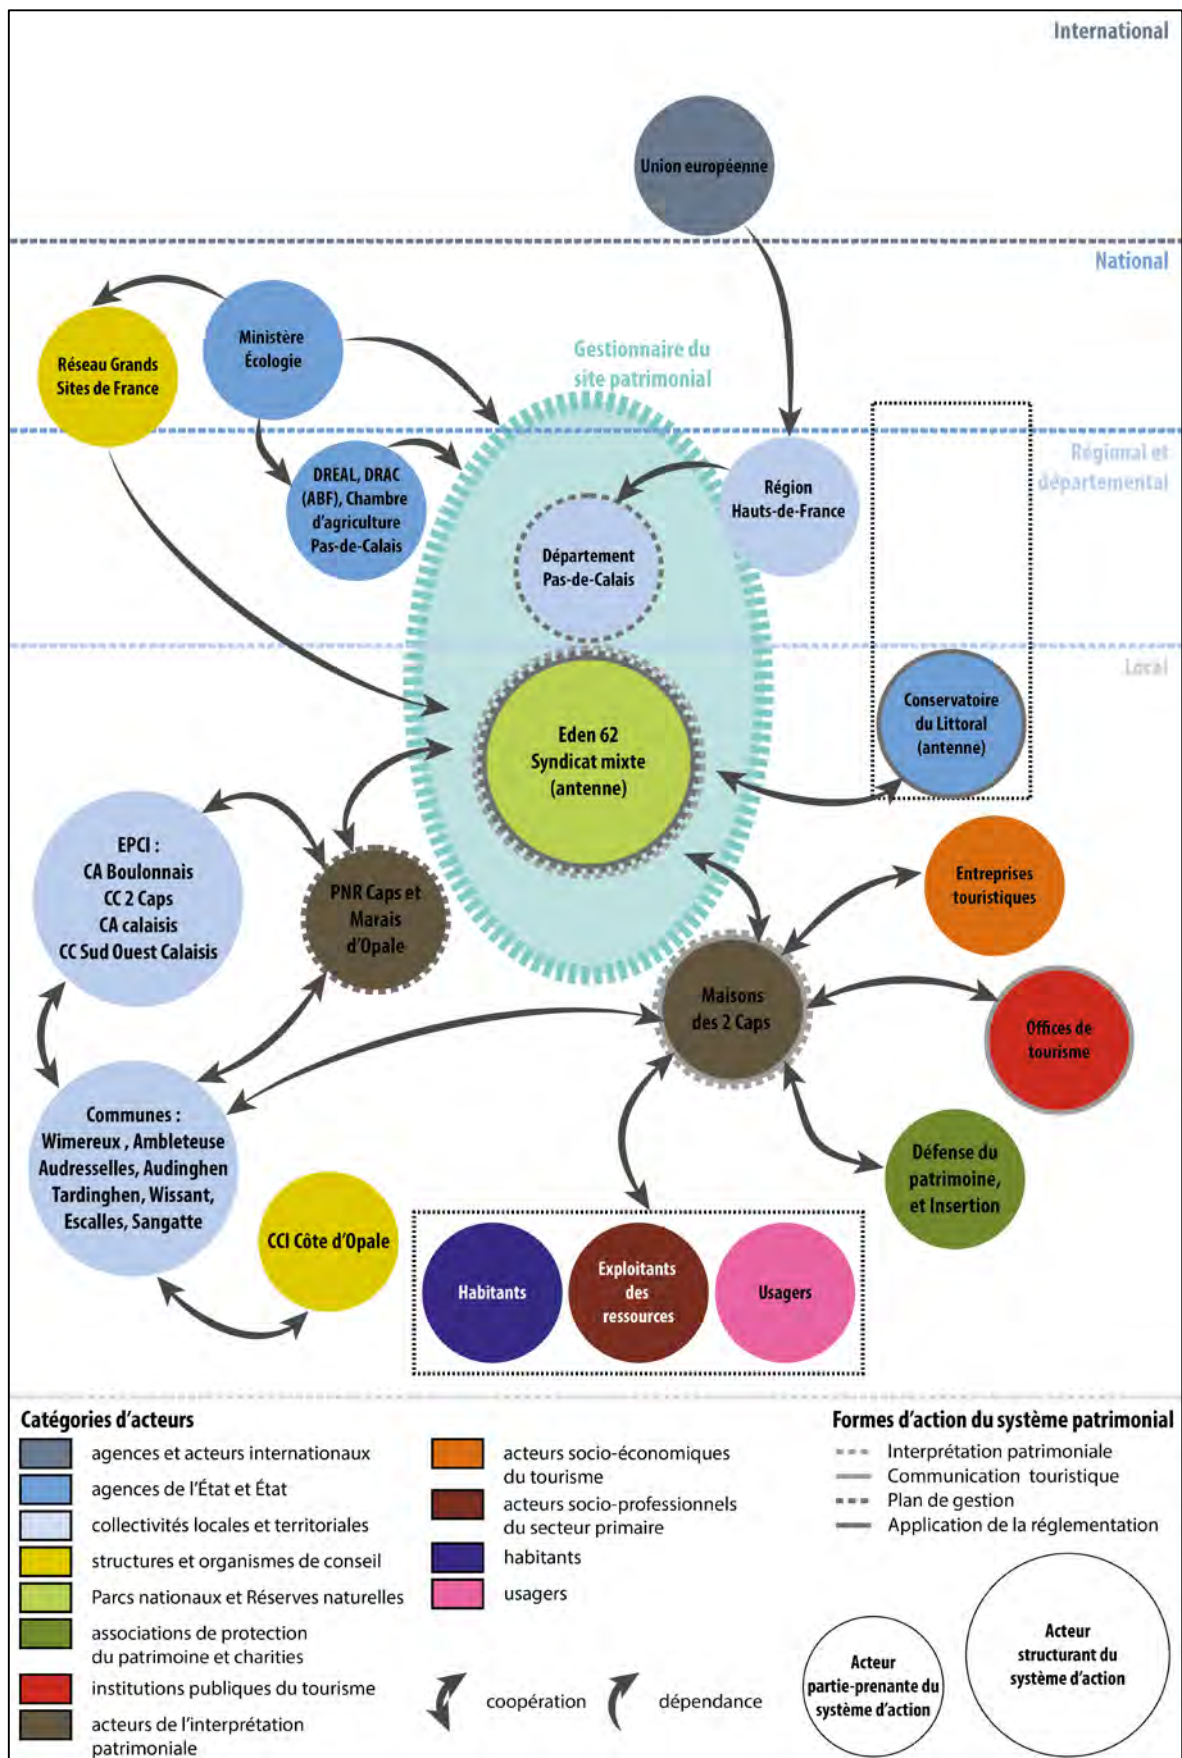 International
Union européenne
National
Ministère
Écologie
Réseau Grands
Sites de France
Gestionnaire du
site patrimonial
Régional et
départemental
DREAL, DRAC
(ABF), Chambre
d'agriculture
Pas-de-Calais
Région
Hauts-de-France
Département
Pas-de-Calais
Local
Conservatoire
du Littoral
(antenne)
Eden 62
Syndicat mixte
(antenne)
EPCI :
CA Boulonnais
CC 2 Caps
CA calaisis
CC Sud Ouest Calaisis
PNR Caps et
Marais
d'Opale
Entreprises
touristiques
Maisons
des 2 Caps
Offices de
tourisme
Communes :
Wimereux , Ambleteuse
Audresselles, Audinghen
Tardinghen, Wissant,
Escalles, Sangatte
Défense du
patrimoine,
et Insertion
CCI Côte d'Opale
Habitants
Exploitants
des
ressources
Usagers
Catégories d'acteurs
agences et acteurs internationaux
agences de l'État et État
collectivités locales et territoriales
structures et organismes de conseil
Parcs nationaux et Réserves naturelles
associations de protection
du patrimoine et charities
institutions publiques du tourisme
acteurs de l'interprétation
patrimoniale
acteurs socio-économiques
du tourisme
acteurs socio-professionnels
du secteur primaire
habitants
usagers
coopération
dépendance
Formes d'action du système patrimonial
Interprétation patrimoniale
Communication touristique
Plan de gestion
Application de la réglementation
Acteur
partie-prenante du
système d'action
Acteur
structurant du
système d'action